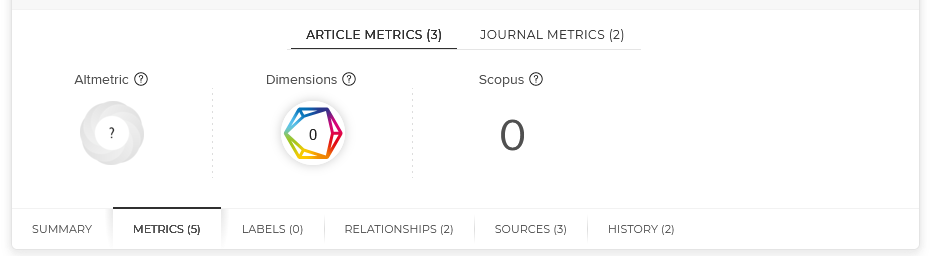 ARTICLE METRICS (3) JOURNAL METRICS (2)
Altmetric ? Dimensions ? Scopus ?
? 0 0
SUMMARY METRICS (5) LABELS (0) RELATIONSHIPS (2) SOURCES (3) HISTORY (2)